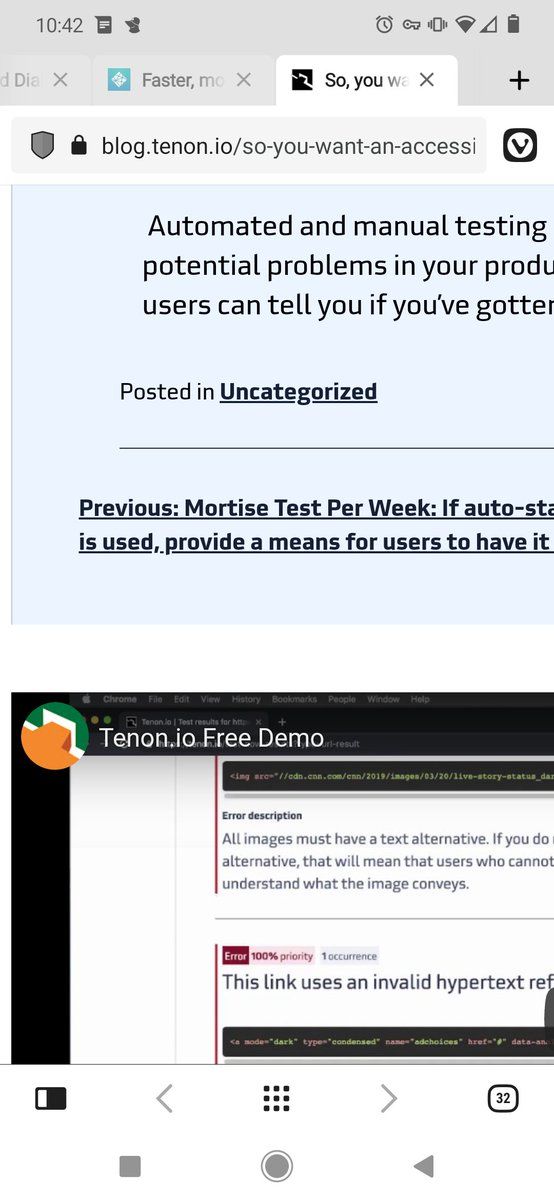 10:42
d Dia
Faster, mo
So, you wa
blog.tenon.io/so-you-want-an-accessi
Automated and manual testing
potential problems in your produ
users can tell you if you've gotten
Posted in Uncategorized
Previous: Mortise Test Per Week: If auto-sta
is used, provide a means for users to have it
Chrome File Edit View History Bookmarks People Window Help
Tenon.io | Test results for http
Tenon.io Free Demo
url-result
<img src="//cdn.cnn.com/cnn/2019/images/03/20/live-story-status_dar
Error description
All images must have a text alternative. If you do
alternative, that will mean that users who cannot
understand what the image conveys.
Error 100% priority 1 occurrence
This link uses an invalid hypertext ref
<a mode="dark" type="condensed" name="adchoices" href="#" data-an.
32